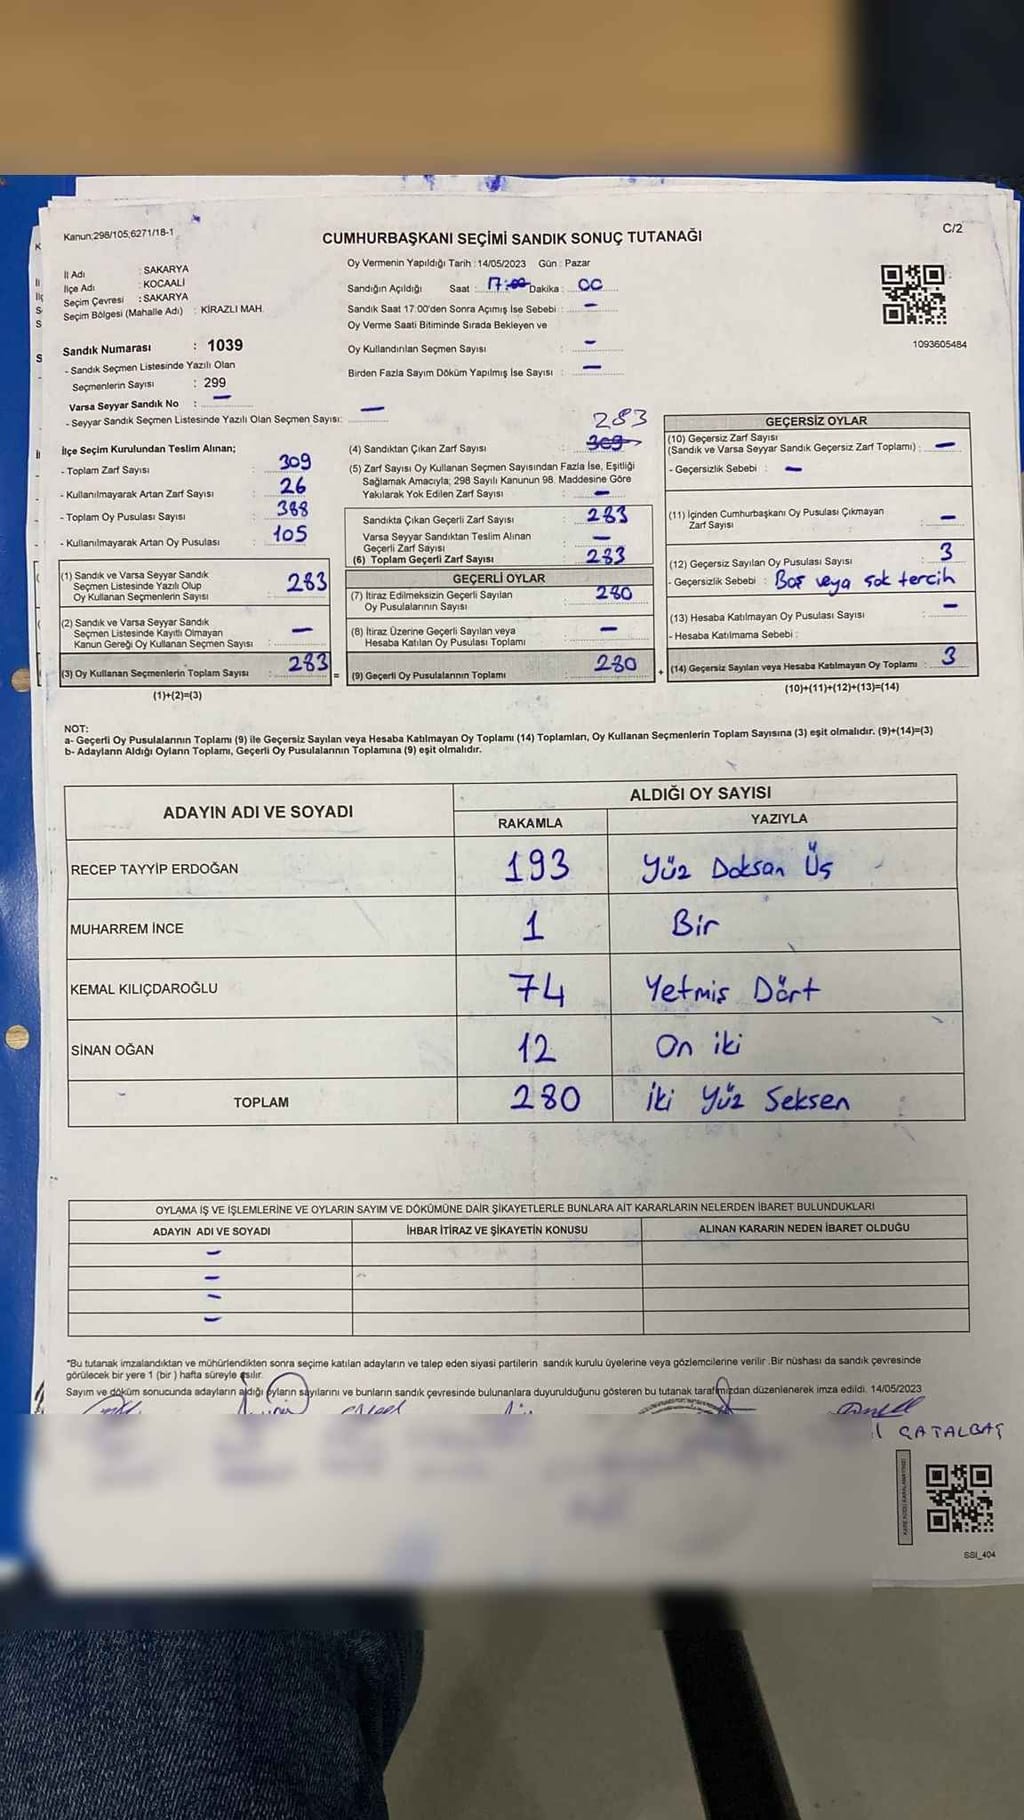 Kanun;298/105;6271/18-1
C/2
CUMHURBAŞKANI SEÇİMİ SANDIK SONUÇ TUTANAĞI
İl Adı : SAKARYA
İlçe Adı : KOCAALİ
Seçim Çevresi : SAKARYA
Seçim Bölgesi (Mahalle Adı) : KİRAZLI MAH.
Sandık Numarası : 1039
- Sandık Seçmen Listesinde Yazılı Olan
Seçmenlerin Sayısı : 299
Varsa Seyyar Sandık No : —
- Seyyar Sandık Seçmen Listesinde Yazılı Olan Seçmen Sayısı: —
Oy Vermenin Yapıldığı Tarih : 14/05/2023 Gün : Pazar
Sandığın Açıldığı Saat : 17:00 Dakika : 00
Sandık Saat 17.00'den Sonra Açımış İse Sebebi : —
Oy Verme Saati Bitiminde Sırada Bekleyen ve
Oy Kullandırılan Seçmen Sayısı : —
Birden Fazla Sayım Döküm Yapılmış İse Sayısı : —
1093605484
İlçe Seçim Kurulundan Teslim Alınan;
- Toplam Zarf Sayısı : 309
- Kullanılmayarak Artan Zarf Sayısı : 26
- Toplam Oy Pusulası Sayısı : 388
- Kullanılmayarak Artan Oy Pusulası : 105
(1) Sandık ve Varsa Seyyar Sandık
Seçmen Listesinde Yazılı Olup
Oy Kullanan Seçmenlerin Sayısı : 283
(2) Sandık ve Varsa Seyyar Sandık
Seçmen Listesinde Kayıtlı Olmayan
Kanun Gereği Oy Kullanan Seçmen Sayısı : —
(3) Oy Kullanan Seçmenlerin Toplam Sayısı : 283
(1)+(2)=(3)
283
(4) Sandıktan Çıkan Zarf Sayısı : 309
(5) Zarf Sayısı Oy Kullanan Seçmen Sayısından Fazla İse, Eşitliği
Sağlamak Amacıyla; 298 Sayılı Kanunun 98. Maddesine Göre
Yakılarak Yok Edilen Zarf Sayısı : —
Sandıkta Çıkan Geçerli Zarf Sayısı : 283
Varsa Seyyar Sandıktan Teslim Alınan
Geçerli Zarf Sayısı : —
(6) Toplam Geçerli Zarf Sayısı : 283
GEÇERLİ OYLAR
(7) İtiraz Edilmeksizin Geçerli Sayılan
Oy Pusulalarının Sayısı : 280
(8) İtiraz Üzerine Geçerli Sayılan veya
Hesaba Katılan Oy Pusulası Toplamı : —
= (9) Geçerli Oy Pusulalarının Toplamı : 280
GEÇERSİZ OYLAR
(10) Geçersiz Zarf Sayısı
(Sandık ve Varsa Seyyar Sandık Geçersiz Zarf Toplamı) : —
- Geçersizlik Sebebi : —
(11) İçinden Cumhurbaşkanı Oy Pusulası Çıkmayan
Zarf Sayısı : —
(12) Geçersiz Sayılan Oy Pusulası Sayısı : 3
- Geçersizlik Sebebi : Boş veya çok tercih
(13) Hesaba Katılmayan Oy Pusulası Sayısı : —
- Hesaba Katılmama Sebebi :
+ (14) Geçersiz Sayılan veya Hesaba Katılmayan Oy Toplamı : 3
(10)+(11)+(12)+(13)=(14)
NOT:
a- Geçerli Oy Pusulalarının Toplamı (9) ile Geçersiz Sayılan veya Hesaba Katılmayan Oy Toplamı (14) Toplamları, Oy Kullanan Seçmenlerin Toplam Sayısına (3) eşit olmalıdır. (9)+(14)=(3)
b- Adayların Aldığı Oyların Toplamı, Geçerli Oy Pusulalarının Toplamına (9) eşit olmalıdır.
ADAYIN ADI VE SOYADI
ALDIĞI OY SAYISI
RAKAMLA YAZIYLA
RECEP TAYYİP ERDOĞAN 193 Yüz Doksan Üç
MUHARREM İNCE 1 Bir
KEMAL KILIÇDAROĞLU 74 Yetmiş Dört
SİNAN OĞAN 12 On iki
TOPLAM 280 İki Yüz Seksen
OYLAMA İŞ VE İŞLEMLERİNE VE OYLARIN SAYIM VE DÖKÜMÜNE DAİR ŞİKAYETLERLE BUNLARA AİT KARARLARIN NELERDEN İBARET BULUNDUKLARI
ADAYIN ADI VE SOYADI İHBAR İTİRAZ VE ŞİKAYETİN KONUSU ALINAN KARARIN NEDEN İBARET OLDUĞU
—
—
—
—
*Bu tutanak imzalandıktan ve mühürlendikten sonra seçime katılan adayların ve talep eden siyasi partilerin sandık kurulu üyelerine veya gözlemcilerine verilir .Bir nüshası da sandık çevresinde
görülecek bir yere 1 (bir ) hafta süreyle asılır.
Sayım ve döküm sonucunda adayların aldığı oyların sayılarını ve bunların sandık çevresinde bulunanlara duyurulduğunu gösteren bu tutanak tarafımızdan düzenlenerek imza edildi. 14/05/2023
ÇATALBAŞ
SSI_404